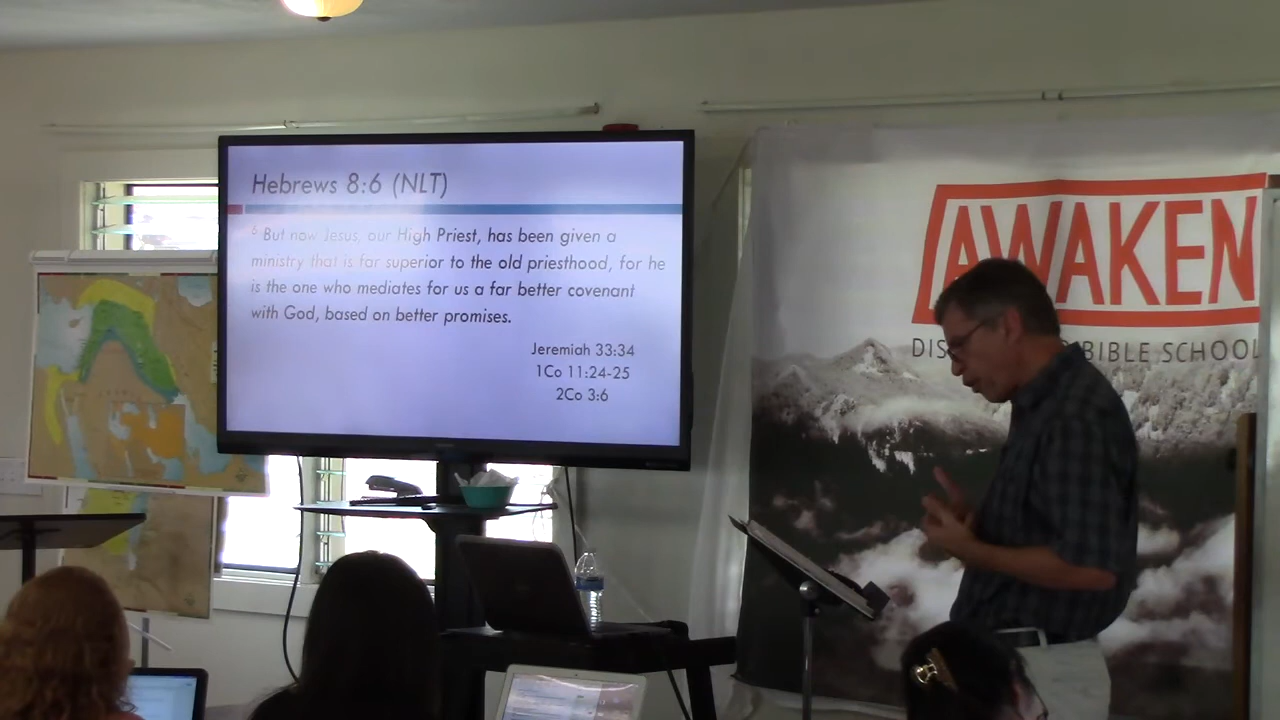 Hebrews 8:6 (NLT)
6 But now Jesus, our High Priest, has been given a
ministry that is far superior to the old priesthood, for he
is the one who mediates for us a far better covenant
with God, based on better promises.
Jeremiah 33:34
1Co 11:24-25
2Co 3:6
AWAKEN
DIS BIBLE SCHOOL